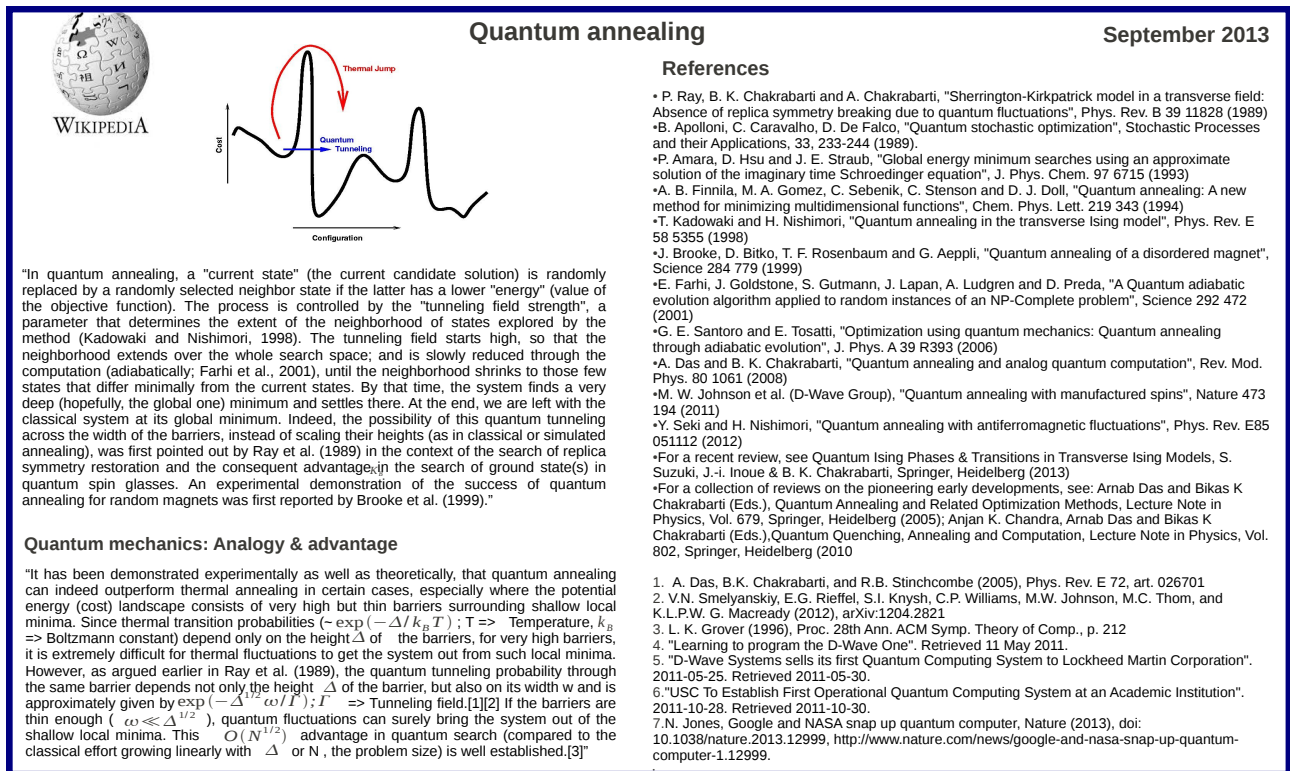 Quantum annealing
September 2013
WIKIPEDIA
Thermal Jump
Quantum
Tunneling
Cost
Configuration
“In quantum annealing, a "current state" (the current candidate solution) is randomly
replaced by a randomly selected neighbor state if the latter has a lower "energy" (value of
the objective function). The process is controlled by the "tunneling field strength", a
parameter that determines the extent of the neighborhood of states explored by the
method (Kadowaki and Nishimori, 1998). The tunneling field starts high, so that the
neighborhood extends over the whole search space; and is slowly reduced through the
computation (adiabatically; Farhi et al., 2001), until the neighborhood shrinks to those few
states that differ minimally from the current states. By that time, the system finds a very
deep (hopefully, the global one) minimum and settles there. At the end, we are left with the
classical system at its global minimum. Indeed, the possibility of this quantum tunneling
across the width of the barriers, instead of scaling their heights (as in classical or simulated
annealing), was first pointed out by Ray et al. (1989) in the context of the search of replica
symmetry restoration and the consequent advantage in the search of ground state(s) in
quantum spin glasses. An experimental demonstration of the success of quantum
annealing for random magnets was first reported by Brooke et al. (1999).”
Quantum mechanics: Analogy & advantage
“It has been demonstrated experimentally as well as theoretically, that quantum annealing
can indeed outperform thermal annealing in certain cases, especially where the potential
energy (cost) landscape consists of very high but thin barriers surrounding shallow local
minima. Since thermal transition probabilities (~ exp(−Δ/k_B T) ; T => Temperature, k_B
=> Boltzmann constant) depend only on the height Δ of the barriers, for very high barriers,
it is extremely difficult for thermal fluctuations to get the system out from such local minima.
However, as argued earlier in Ray et al. (1989), the quantum tunneling probability through
the same barrier depends not only the height Δ of the barrier, but also on its width w and is
approximately given by exp(−Δ^{1/2} ω/Γ); Γ => Tunneling field.[1][2] If the barriers are
thin enough ( ω≪Δ^{1/2} ), quantum fluctuations can surely bring the system out of the
shallow local minima. This O(N^{1/2}) advantage in quantum search (compared to the
classical effort growing linearly with Δ or N , the problem size) is well established.[3]”
References
• P. Ray, B. K. Chakrabarti and A. Chakrabarti, "Sherrington-Kirkpatrick model in a transverse field:
Absence of replica symmetry breaking due to quantum fluctuations", Phys. Rev. B 39 11828 (1989)
•B. Apolloni, C. Caravalho, D. De Falco, "Quantum stochastic optimization", Stochastic Processes
and their Applications, 33, 233-244 (1989).
•P. Amara, D. Hsu and J. E. Straub, "Global energy minimum searches using an approximate
solution of the imaginary time Schroedinger equation", J. Phys. Chem. 97 6715 (1993)
•A. B. Finnila, M. A. Gomez, C. Sebenik, C. Stenson and D. J. Doll, "Quantum annealing: A new
method for minimizing multidimensional functions", Chem. Phys. Lett. 219 343 (1994)
•T. Kadowaki and H. Nishimori, "Quantum annealing in the transverse Ising model", Phys. Rev. E
58 5355 (1998)
•J. Brooke, D. Bitko, T. F. Rosenbaum and G. Aeppli, "Quantum annealing of a disordered magnet",
Science 284 779 (1999)
•E. Farhi, J. Goldstone, S. Gutmann, J. Lapan, A. Ludgren and D. Preda, "A Quantum adiabatic
evolution algorithm applied to random instances of an NP-Complete problem", Science 292 472
(2001)
•G. E. Santoro and E. Tosatti, "Optimization using quantum mechanics: Quantum annealing
through adiabatic evolution", J. Phys. A 39 R393 (2006)
•A. Das and B. K. Chakrabarti, "Quantum annealing and analog quantum computation", Rev. Mod.
Phys. 80 1061 (2008)
•M. W. Johnson et al. (D-Wave Group), "Quantum annealing with manufactured spins", Nature 473
194 (2011)
•Y. Seki and H. Nishimori, "Quantum annealing with antiferromagnetic fluctuations", Phys. Rev. E85
051112 (2012)
•For a recent review, see Quantum Ising Phases & Transitions in Transverse Ising Models, S.
Suzuki, J.-i. Inoue & B. K. Chakrabarti, Springer, Heidelberg (2013)
•For a collection of reviews on the pioneering early developments, see: Arnab Das and Bikas K
Chakrabarti (Eds.), Quantum Annealing and Related Optimization Methods, Lecture Note in
Physics, Vol. 679, Springer, Heidelberg (2005); Anjan K. Chandra, Arnab Das and Bikas K
Chakrabarti (Eds.),Quantum Quenching, Annealing and Computation, Lecture Note in Physics, Vol.
802, Springer, Heidelberg (2010
1. A. Das, B.K. Chakrabarti, and R.B. Stinchcombe (2005), Phys. Rev. E 72, art. 026701
2. V.N. Smelyanskiy, E.G. Rieffel, S.I. Knysh, C.P. Williams, M.W. Johnson, M.C. Thom, and
K.L.P.W. G. Macready (2012), arXiv:1204.2821
3. L. K. Grover (1996), Proc. 28th Ann. ACM Symp. Theory of Comp., p. 212
4. "Learning to program the D-Wave One". Retrieved 11 May 2011.
5. "D-Wave Systems sells its first Quantum Computing System to Lockheed Martin Corporation".
2011-05-25. Retrieved 2011-05-30.
6."USC To Establish First Operational Quantum Computing System at an Academic Institution".
2011-10-28. Retrieved 2011-10-30.
7.N. Jones, Google and NASA snap up quantum computer, Nature (2013), doi:
10.1038/nature.2013.12999, http://www.nature.com/news/google-and-nasa-snap-up-quantum-
computer-1.12999.